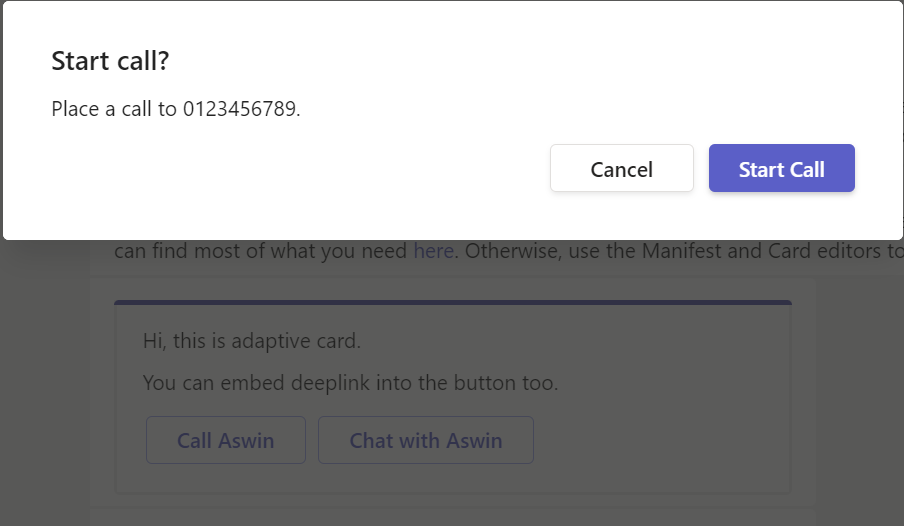 Start call?
Place a call to 0123456789.
Cancel
Start Call
can find most of what you need here. Otherwise, use the Manifest and Card editors to
Hi, this is adaptive card.
You can embed deeplink into the button too.
Call Aswin
Chat with Aswin